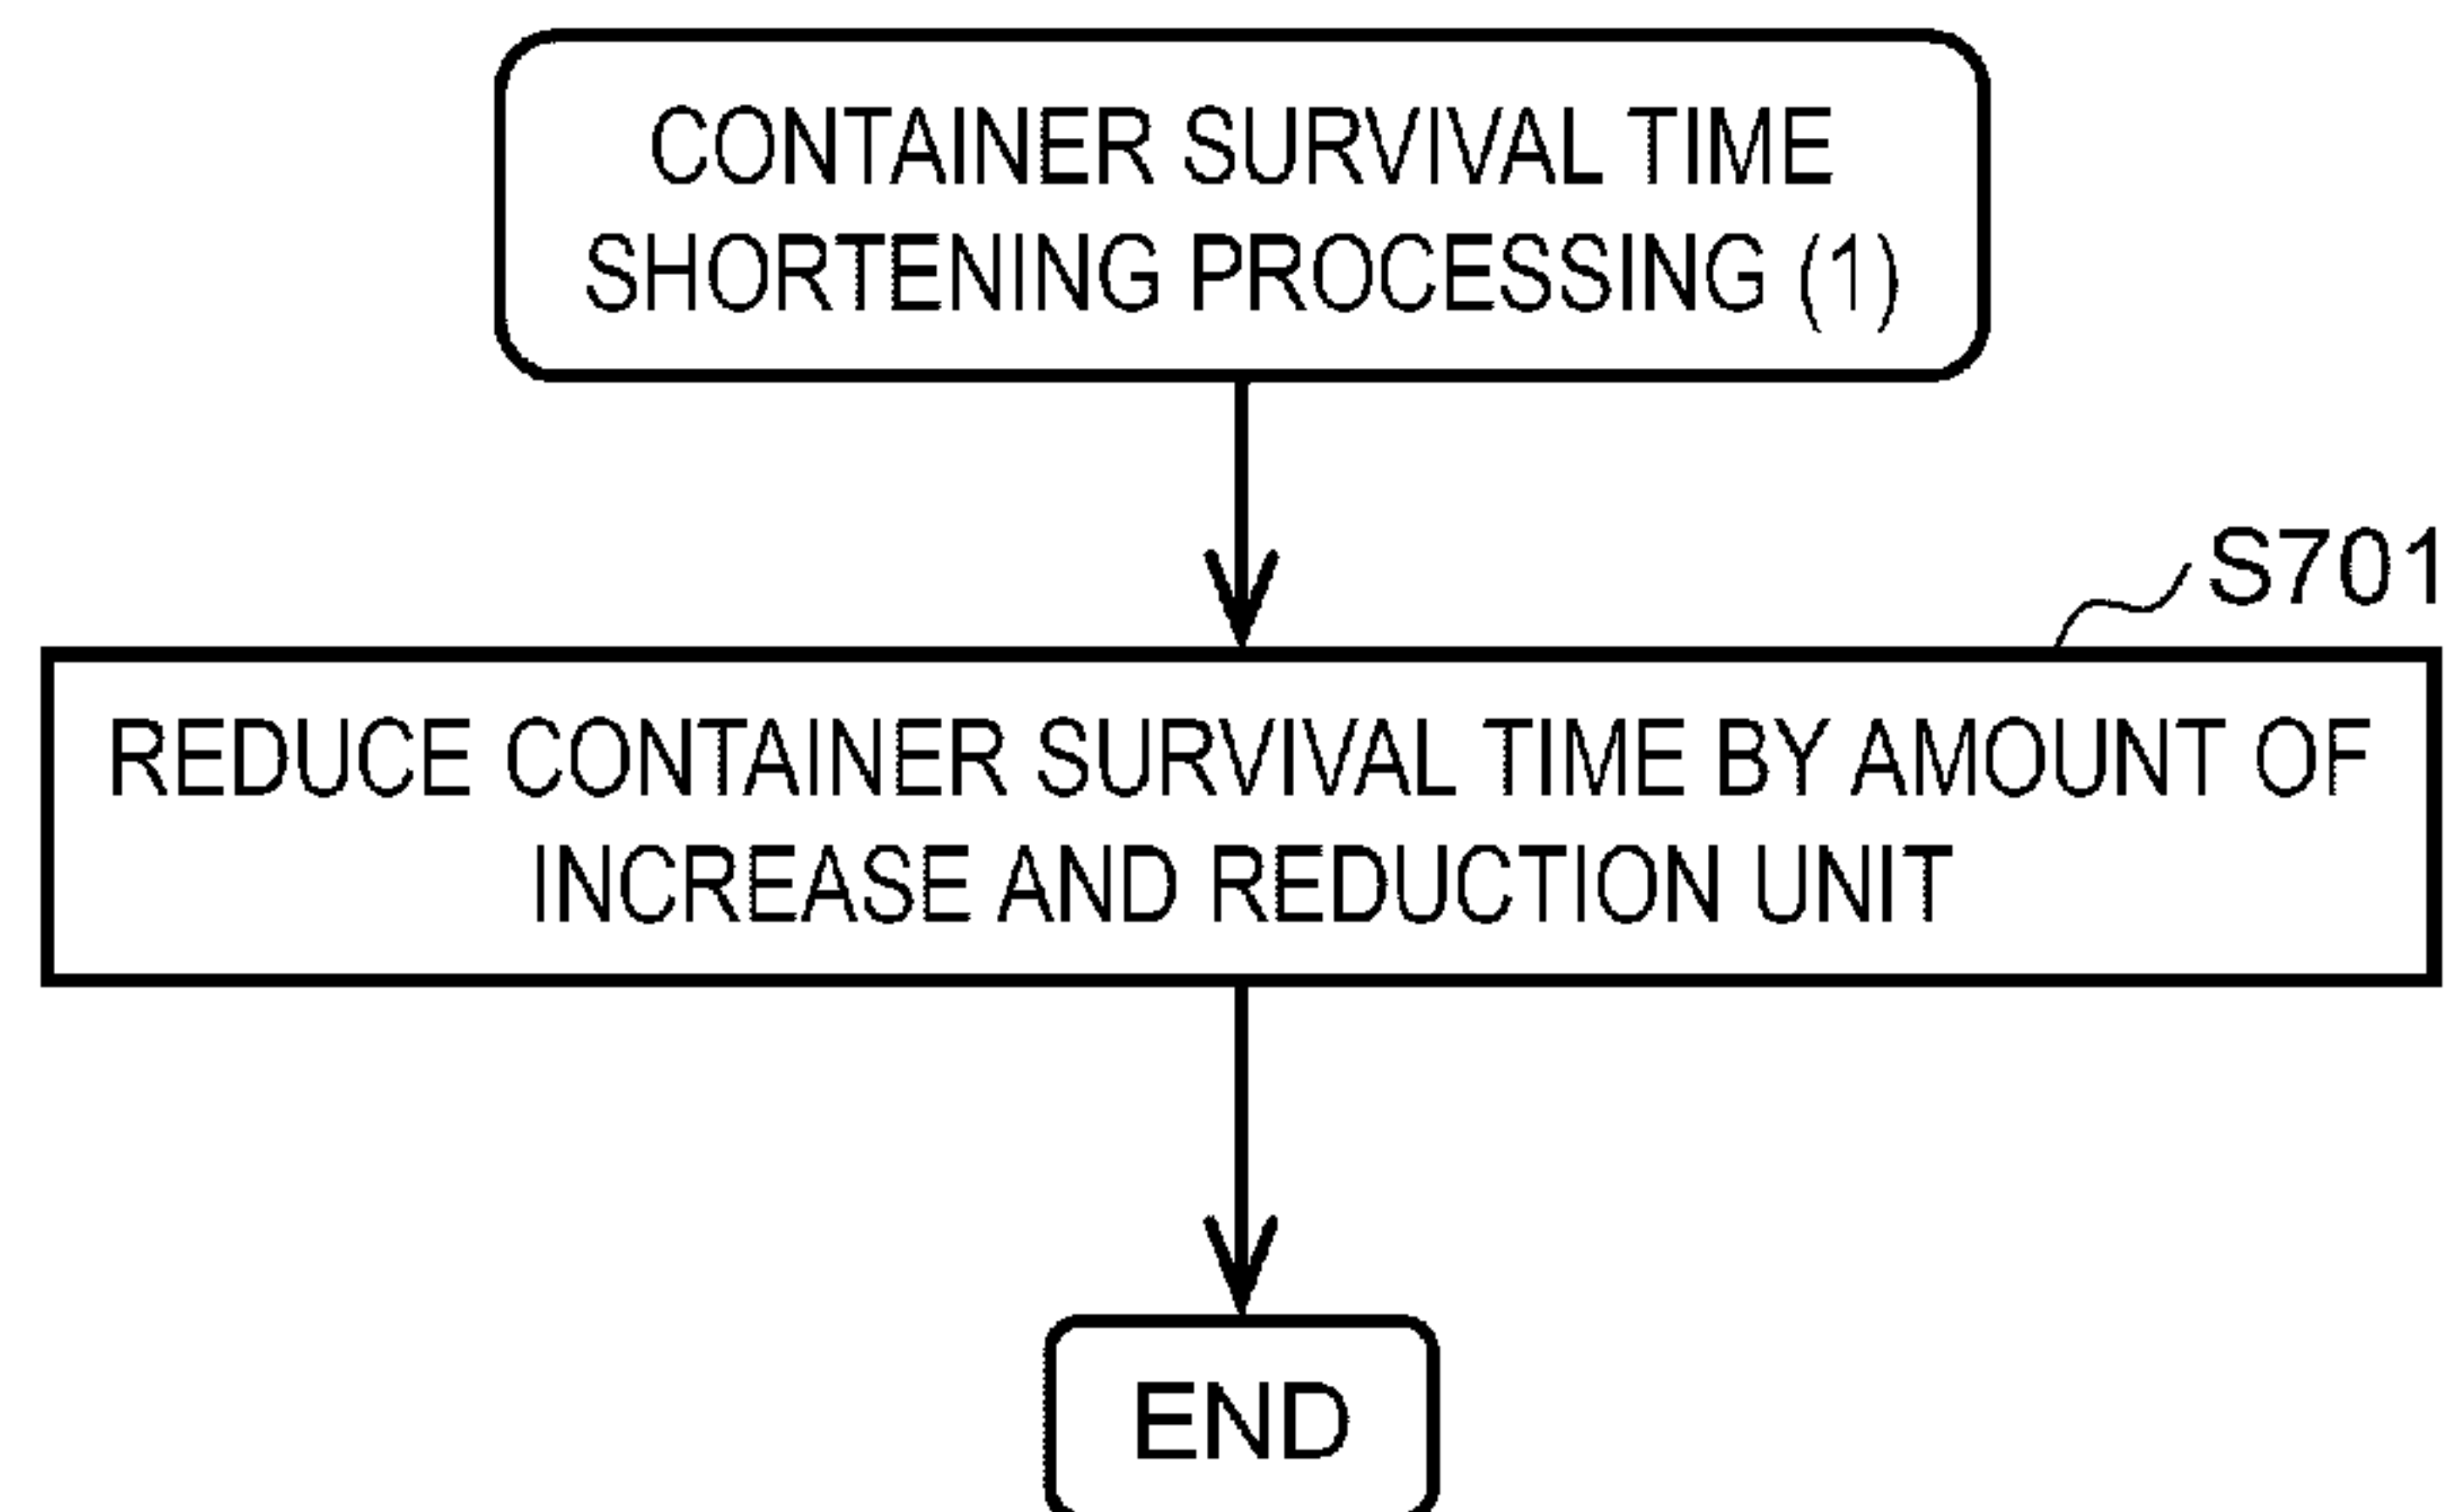 CONTAINER SURVIVAL TIME
SHORTENING PROCESSING (1)
S701
REDUCE CONTAINER SURVIVAL TIME BY AMOUNT OF
INCREASE AND REDUCTION UNIT
END